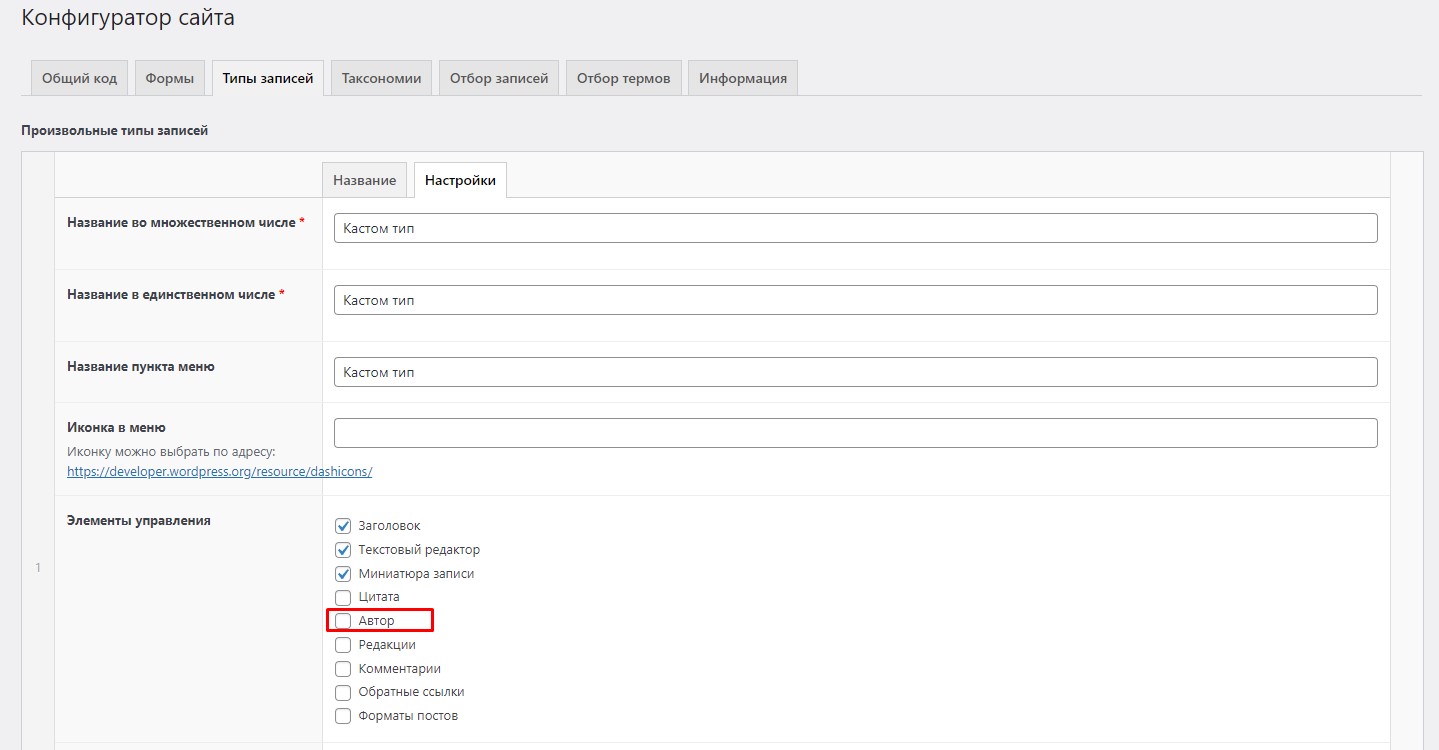 Конфигуратор сайта
Общий код Формы Типы записей Таксономии Отбор записей Отбор термов Информация
Произвольные типы записей
Название Настройки
Название во множественном числе * Кастом тип
Название в единственном числе * Кастом тип
Название пункта меню Кастом тип
Иконка в меню
Иконку можно выбрать по адресу:
https://developer.wordpress.org/resource/dashicons/
Элементы управления
Заголовок
Текстовый редактор
Миниатюра записи
1
Цитата
Автор
Редакции
Комментарии
Обратные ссылки
Форматы постов